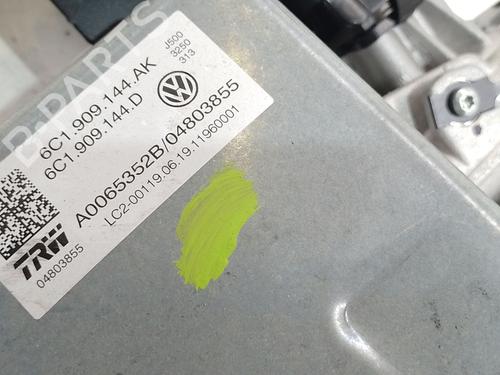 J500
3250
313
6C1.909.144.AK
6C1.909.144.D
A0065352B/04803855
LC2-00119.06.19.11960001
TRW
04803855
B-PARTS